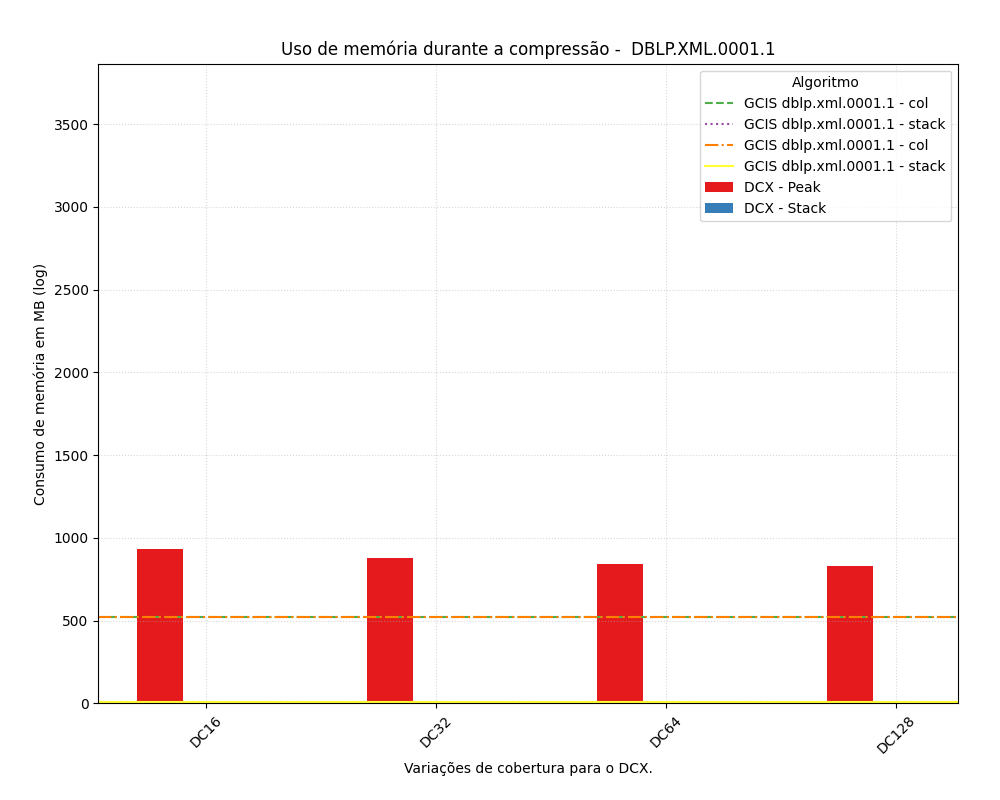 Uso de memória durante a compressão -  DBLP.XML.0001.1
Algoritmo
GCIS dblp.xml.0001.1 - col
GCIS dblp.xml.0001.1 - stack
GCIS dblp.xml.0001.1 - col
GCIS dblp.xml.0001.1 - stack
DCX - Peak
DCX - Stack
Consumo de memória em MB (log)
3500
3000
2500
2000
1500
1000
500
0
DC16
DC32
DC64
DC128
Variações de cobertura para o DCX.